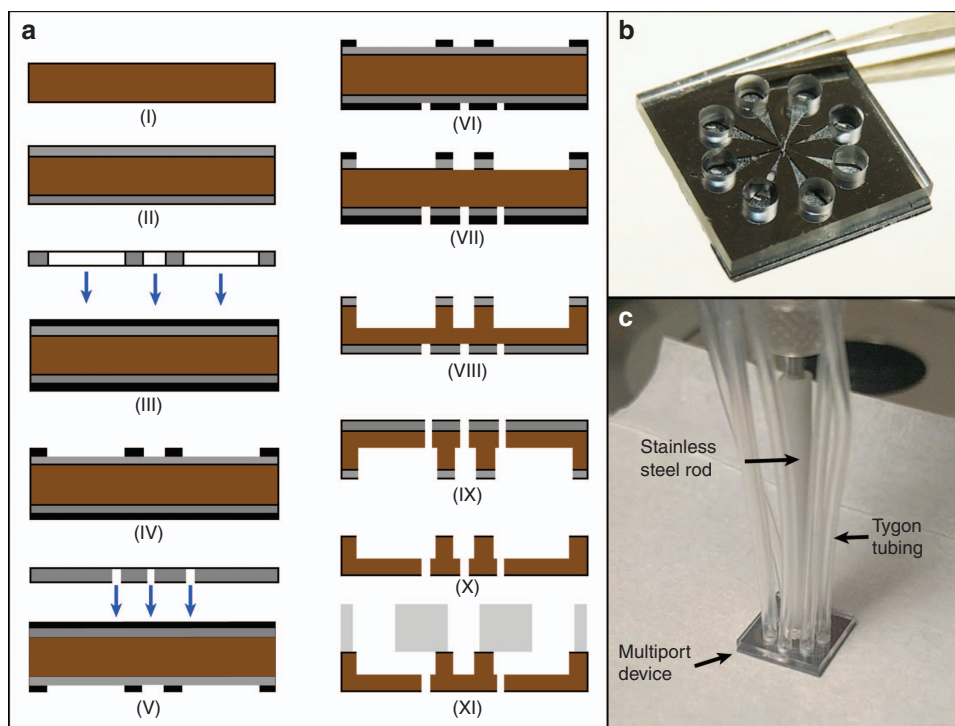 a
(I)
(II)
(III)
(IV)
(V)
(VI)
(VII)
(VIII)
(IX)
(X)
(XI)
b
c
Stainless
steel rod
Tygon
tubing
Multiport
device